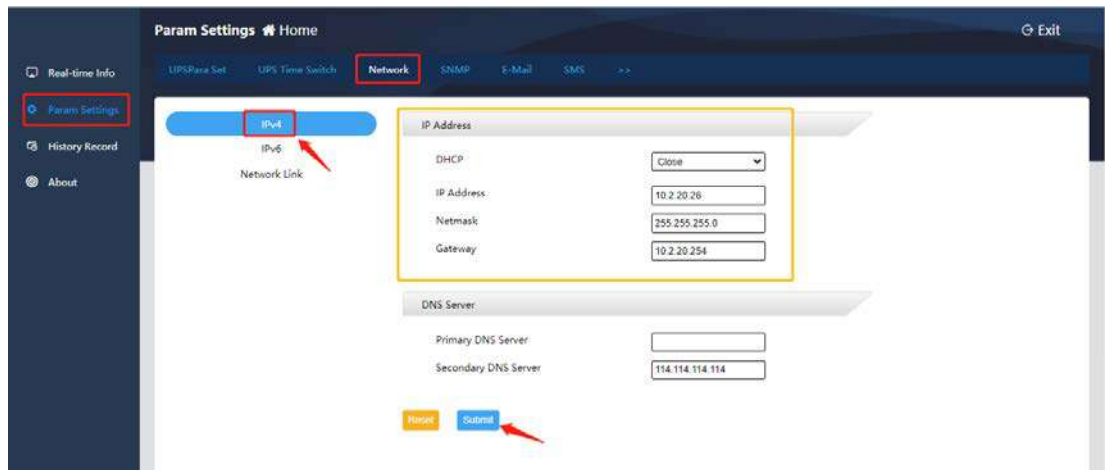 Param Settings Home
Exit
Real-time Info
Param Settings
History Record
About
UPSPara Set UPS Time Switch Network SNMP E-Mail SMS >>
IPv4
IPv6
Network Link
IP Address
DHCP Close
IP Address 10.2.20.26
Netmask 255.255.255.0
Gateway 10.2.20.254
DNS Server
Primary DNS Server
Secondary DNS Server 114.114.114.114
Reset Submit